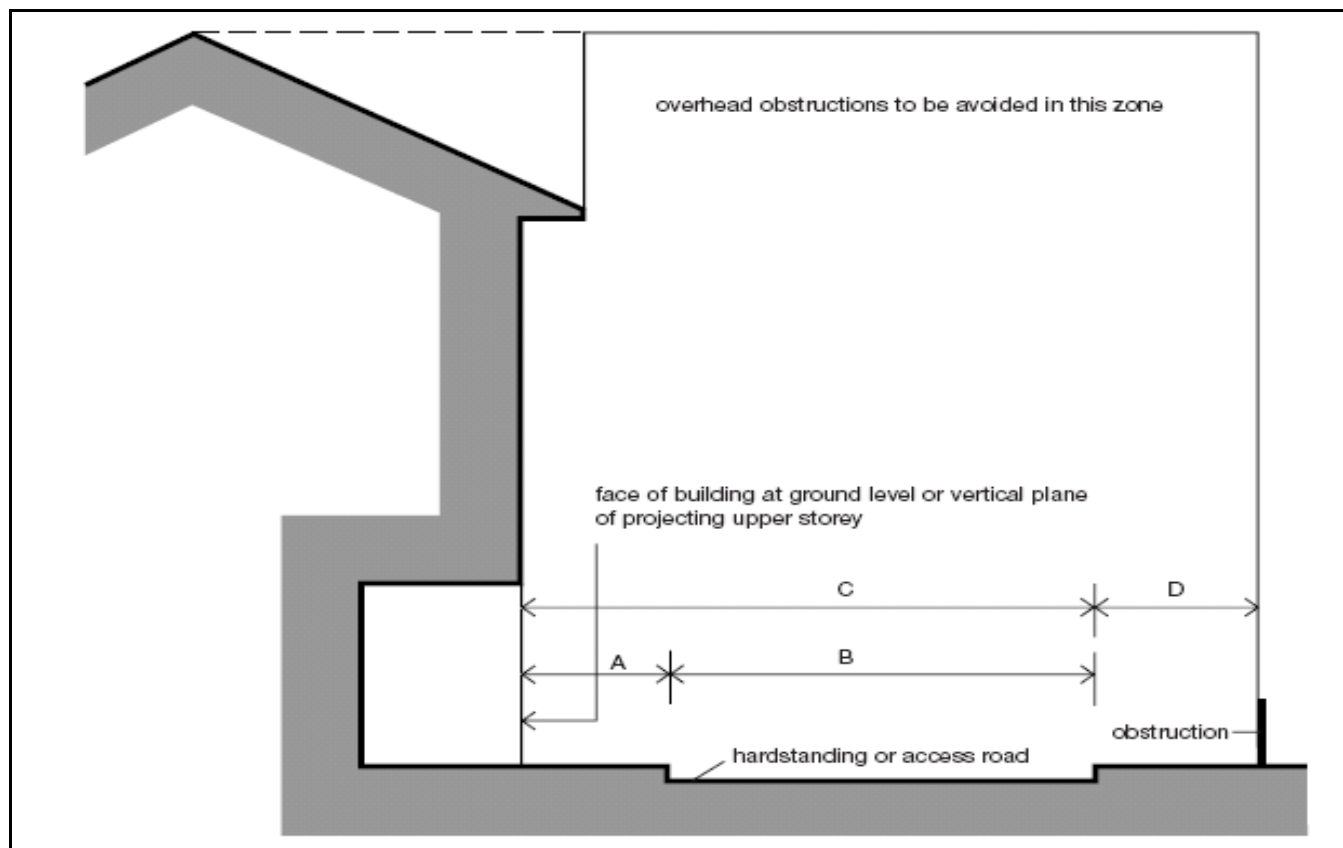 overhead obstructions to be avoided in this zone
face of building at ground level or vertical plane
of projecting upper storey
C
D
A
B
obstruction
hardstanding or access road